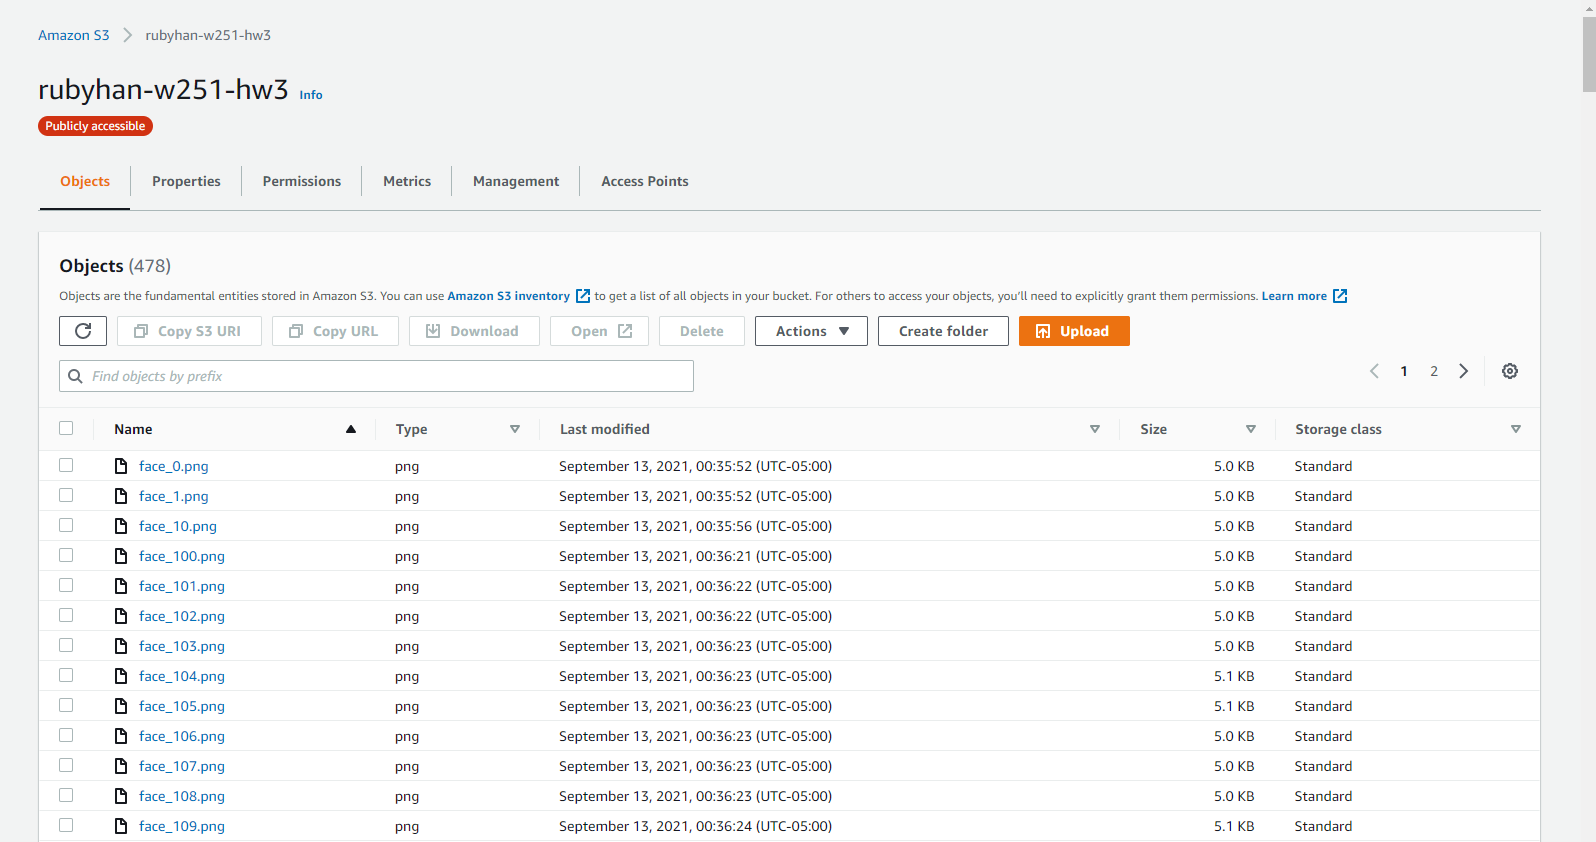 Amazon S3 rubyhan-w251-hw3
rubyhan-w251-hw3 Info
Publicly accessible
Objects Properties Permissions Metrics Management Access Points
Objects (478)
Objects are the fundamental entities stored in Amazon S3. You can use Amazon S3 inventory to get a list of all objects in your bucket. For others to access your objects, you'll need to explicitly grant them permissions. Learn more
Copy S3 URI Copy URL Download Open Delete Actions Create folder Upload
Find objects by prefix 1 2
Name Type Last modified Size Storage class
face_0.png png September 13, 2021, 00:35:52 (UTC-05:00) 5.0 KB Standard
face_1.png png September 13, 2021, 00:35:52 (UTC-05:00) 5.0 KB Standard
face_10.png png September 13, 2021, 00:35:56 (UTC-05:00) 5.0 KB Standard
face_100.png png September 13, 2021, 00:36:21 (UTC-05:00) 5.0 KB Standard
face_101.png png September 13, 2021, 00:36:22 (UTC-05:00) 5.0 KB Standard
face_102.png png September 13, 2021, 00:36:22 (UTC-05:00) 5.0 KB Standard
face_103.png png September 13, 2021, 00:36:23 (UTC-05:00) 5.0 KB Standard
face_104.png png September 13, 2021, 00:36:23 (UTC-05:00) 5.1 KB Standard
face_105.png png September 13, 2021, 00:36:23 (UTC-05:00) 5.1 KB Standard
face_106.png png September 13, 2021, 00:36:23 (UTC-05:00) 5.0 KB Standard
face_107.png png September 13, 2021, 00:36:23 (UTC-05:00) 5.0 KB Standard
face_108.png png September 13, 2021, 00:36:23 (UTC-05:00) 5.0 KB Standard
face_109.png png September 13, 2021, 00:36:24 (UTC-05:00) 5.1 KB Standard